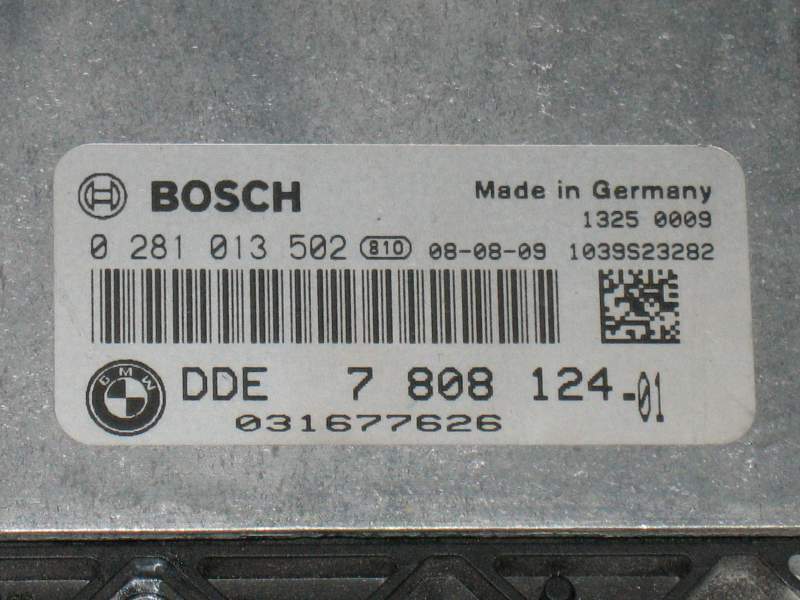 BOSCH
Made in Germany
1325 0009
0 281 013 502 810 08-08-09 1039S23282
BMW DDE 7 808 124-01
031677626